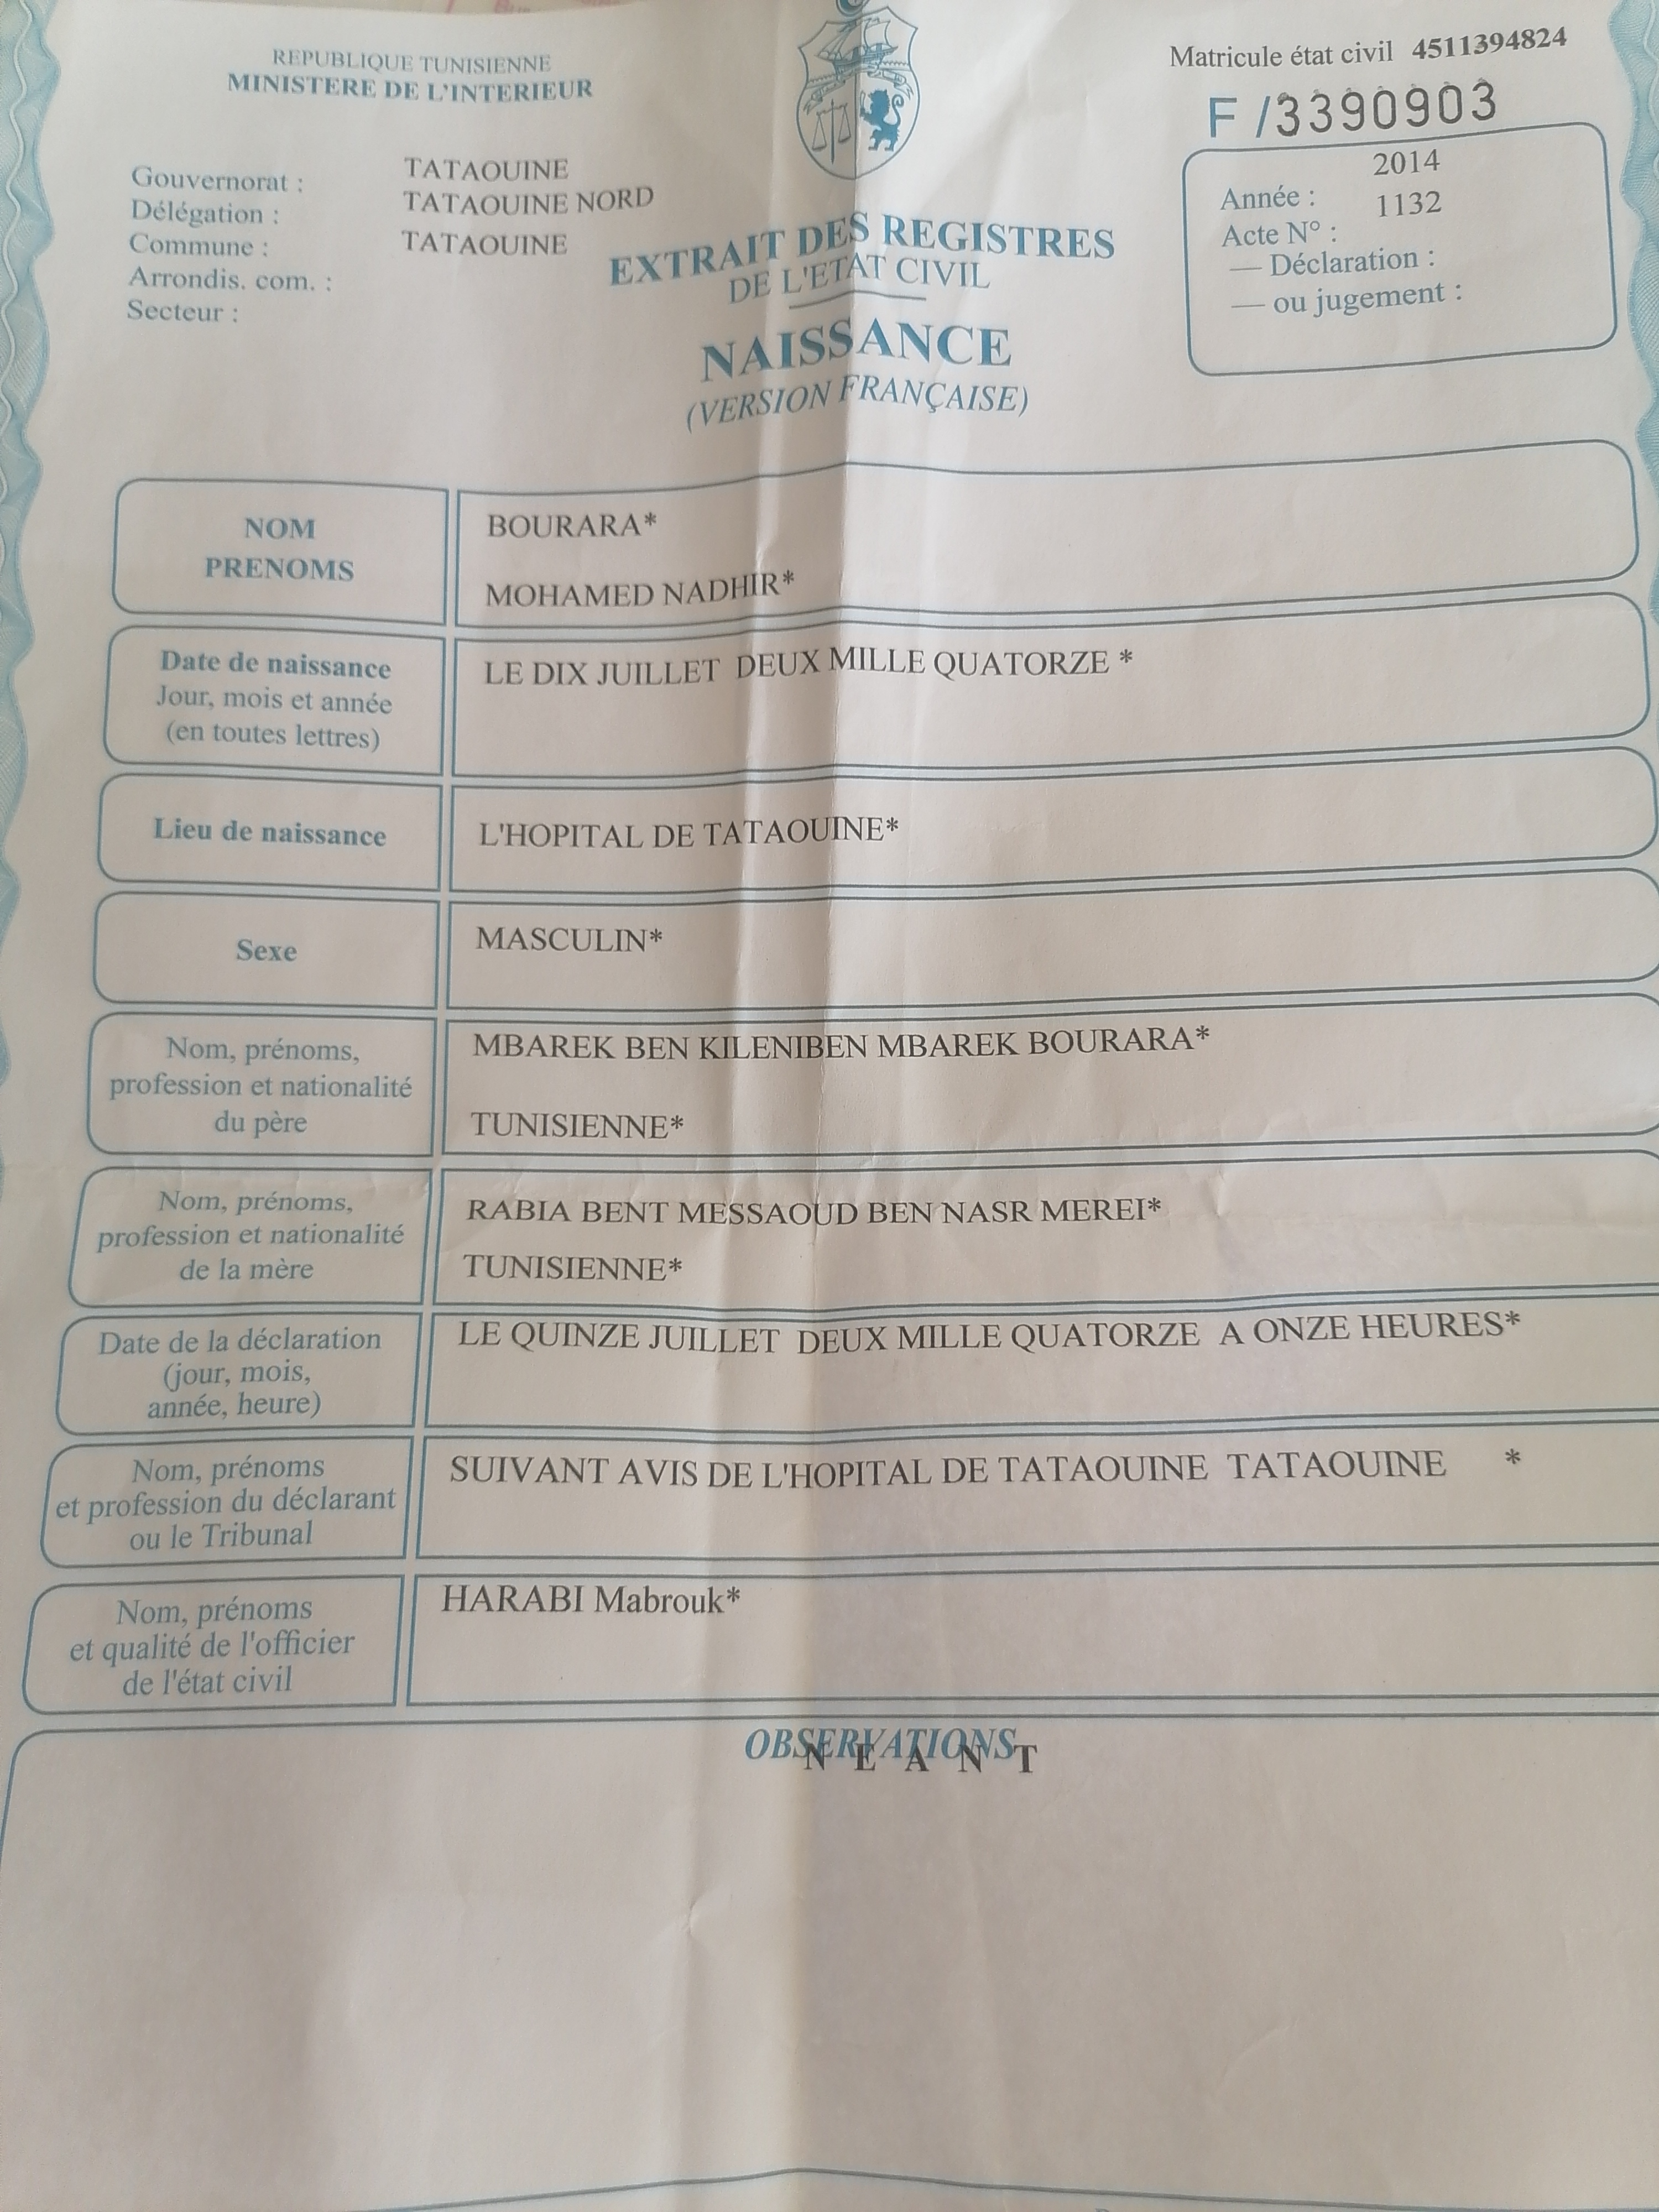 REPUBLIQUE TUNISIENNE
MINISTERE DE L'INTERIEUR
Matricule état civil 4511394824
F /3390903
Gouvernorat : TATAOUINE
Délégation : TATAOUINE NORD
Commune : TATAOUINE
Arrondis. com. :
Secteur :
EXTRAIT DES REGISTRES
DE L'ETAT CIVIL
NAISSANCE
(VERSION FRANÇAISE)
Année : 2014
Acte N° : 1132
— Déclaration :
— ou jugement :
NOM
PRENOMS
BOURARA*
MOHAMED NADHIR*
Date de naissance
Jour, mois et année
(en toutes lettres)
LE DIX JUILLET DEUX MILLE QUATORZE *
Lieu de naissance
L'HOPITAL DE TATAOUINE*
Sexe
MASCULIN*
Nom, prénoms,
profession et nationalité
du père
MBAREK BEN KILENIBEN MBAREK BOURARA*
TUNISIENNE*
Nom, prénoms,
profession et nationalité
de la mère
RABIA BENT MESSAOUD BEN NASR MEREI*
TUNISIENNE*
Date de la déclaration
(jour, mois,
année, heure)
LE QUINZE JUILLET DEUX MILLE QUATORZE A ONZE HEURES*
Nom, prénoms
et profession du déclarant
ou le Tribunal
SUIVANT AVIS DE L'HOPITAL DE TATAOUINE TATAOUINE *
Nom, prénoms
et qualité de l'officier
de l'état civil
HARABI Mabrouk*
OBSERVATIONS
N E A N T